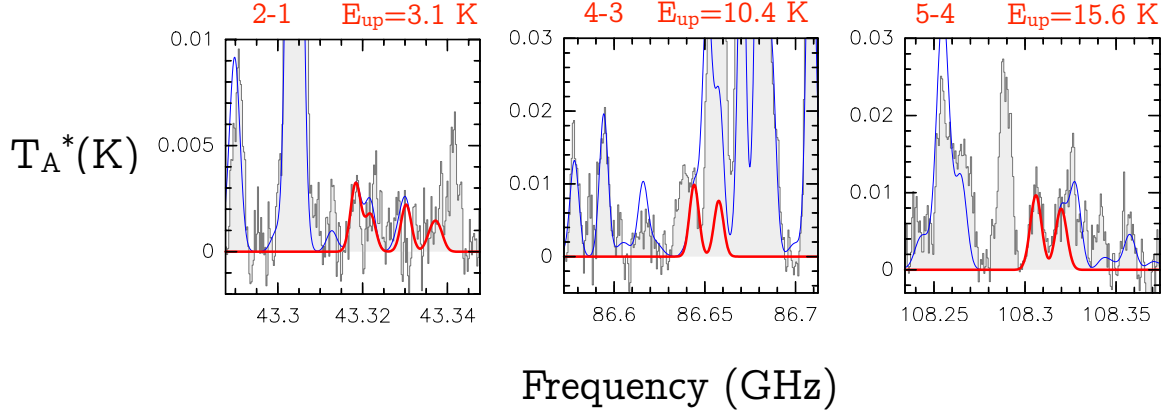 2-1 E_up=3.1 K 4-3 E_up=10.4 K 5-4 E_up=15.6 K
0.01 0.03 0.03
0.02 0.02
T_A*(K) 0.005
0.01 0.01
0 0 0
43.3 43.32 43.34 86.6 86.65 86.7 108.25 108.3 108.35
Frequency (GHz)